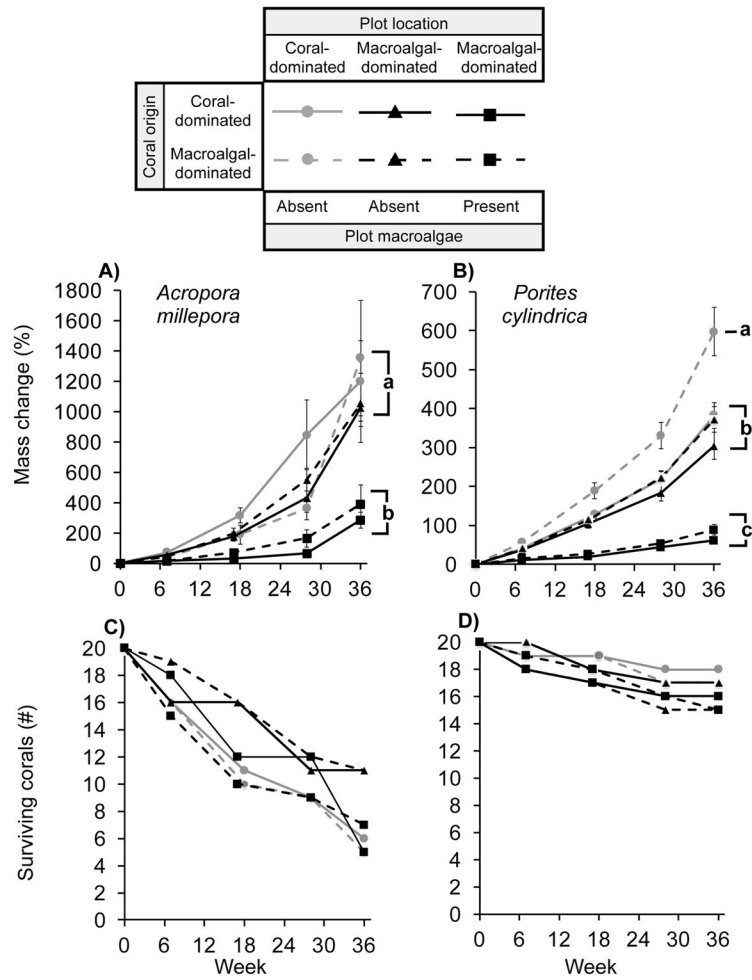 Plot location
Coral-
dominated
Macroalgal-
dominated
Macroalgal-
dominated
Coral origin
Coral-
dominated
Macroalgal-
dominated
Absent
Absent
Present
Plot macroalgae
A)
Acropora
millepora
Mass change (%)
1800
1600
1400
1200
1000
800
600
400
200
0
a
b
0 6 12 18 24 30 36
B)
Porites
cylindrica
700
600
500
400
300
200
100
0
a
b
c
0 6 12 18 24 30 36
C)
Surviving corals (#)
20
18
16
14
12
10
8
6
4
2
0
0 6 12 18 24 30 36
Week
D)
20
18
16
14
12
10
8
6
4
2
0
0 6 12 18 24 30 36
Week